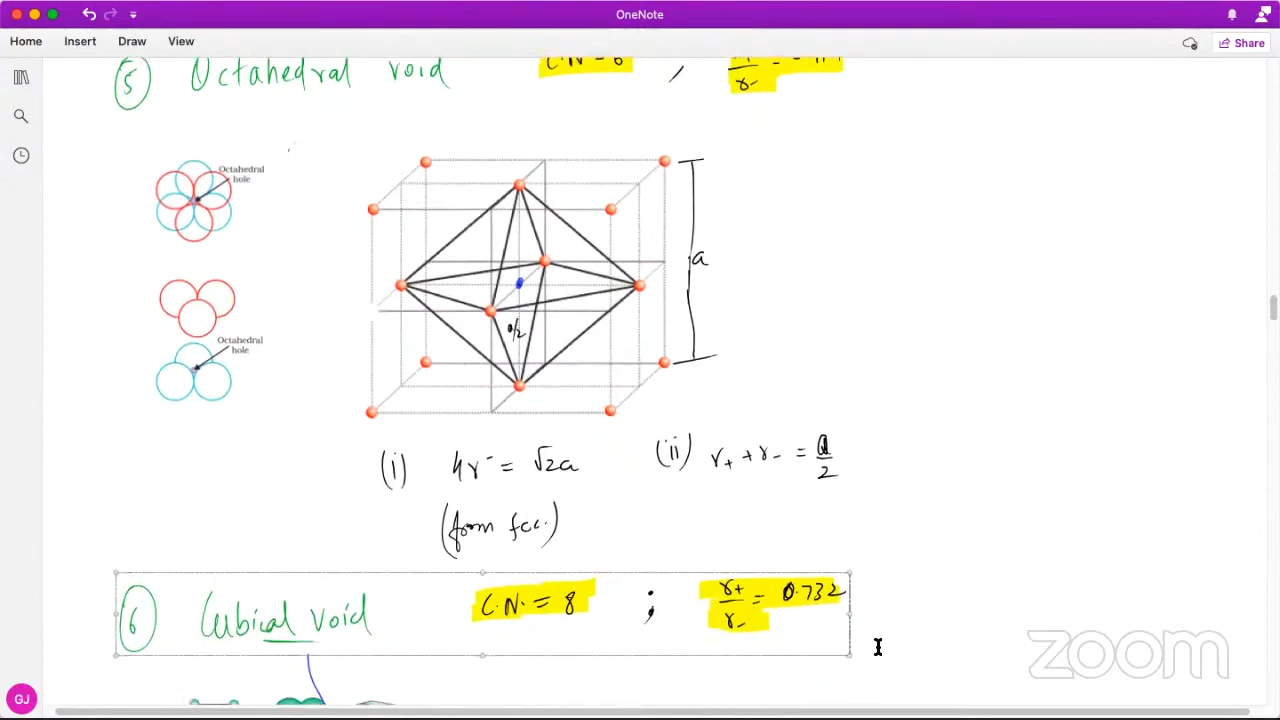 OneNote
Home Insert Draw View
Share
5 Octahedral void C.N = 6 ,
r-
Octahedral
hole
a
a/2
Octahedral
hole
(i) 4r- = √2a (ii) r+ + r- = a/2
(from fcc.)
6 Cubical void C.N. = 8 ; r+/r- = 0.732
zoom
GJ